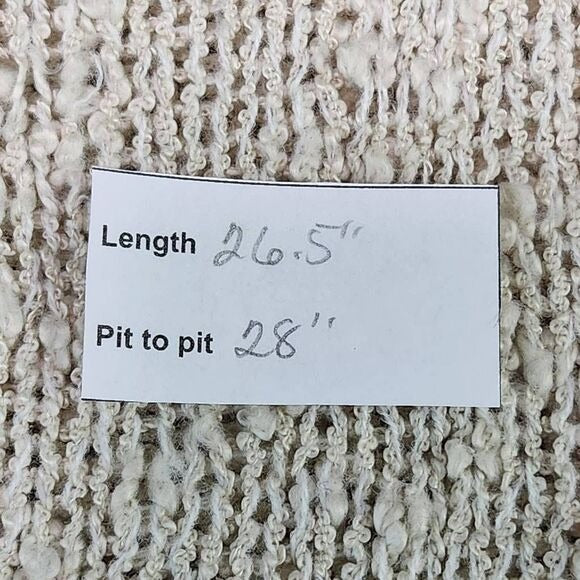 Length 26.5"
Pit to pit 28"